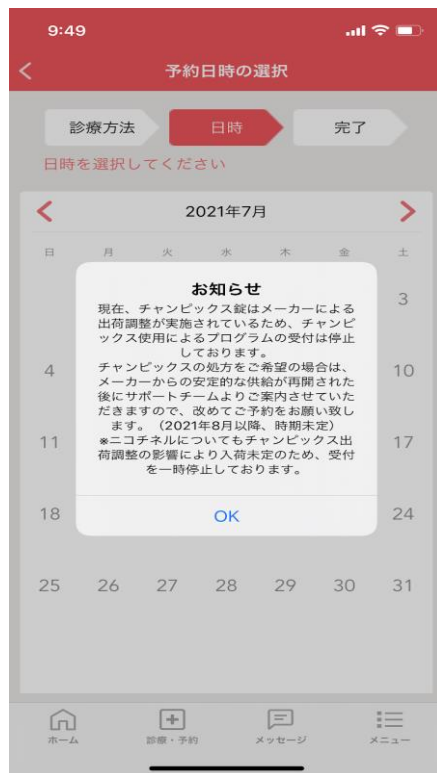 9:49
予約日時の選択
診療方法
日時
完了
日時を選択してください
2021年7月
日 月 火 水 木 金 土
お知らせ
現在、チャンピックス錠はメーカーによる
出荷調整が実施されているため、チャンピ
ックス使用によるプログラムの受付は停止
しております。
チャンピックスの処方をご希望の場合は、
メーカーからの安定的な供給が再開された
後にサポートチームよりご案内させていた
だきますので、改めてご予約をお願い致し
ます。（2021年8月以降、時期未定）
※ニコチネルについてもチャンピックス出
荷調整の影響により入荷未定のため、受付
を一時停止しております。
OK
3
4 10
11 17
18 24
25 26 27 28 29 30 31
ホーム
診療・予約
メッセージ
メニュー